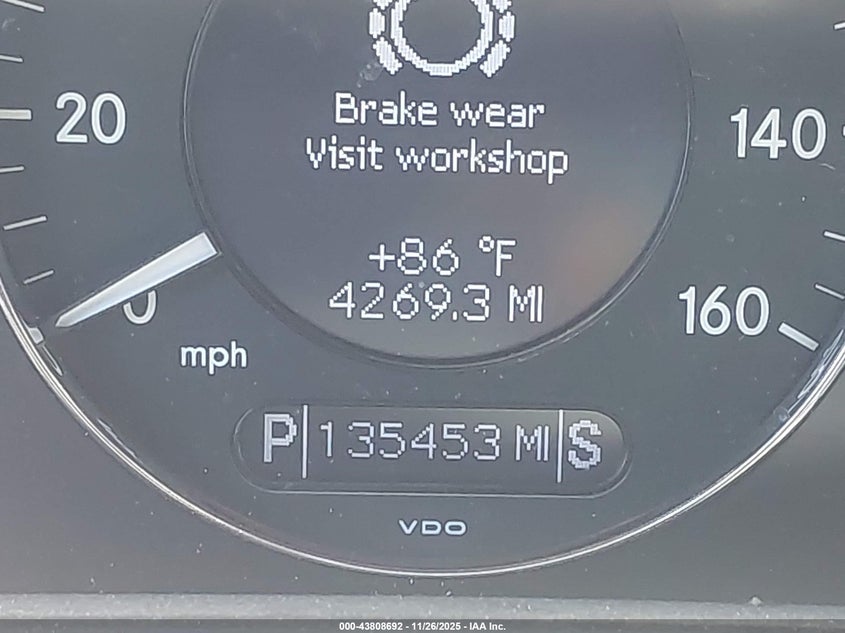 20
140
Brake wear
Visit workshop
+86 °F
4269.3 MI
0
160
mph
P 135453 MI S
VDO
000-43808692 - 11/26/2025 - IAA Inc.